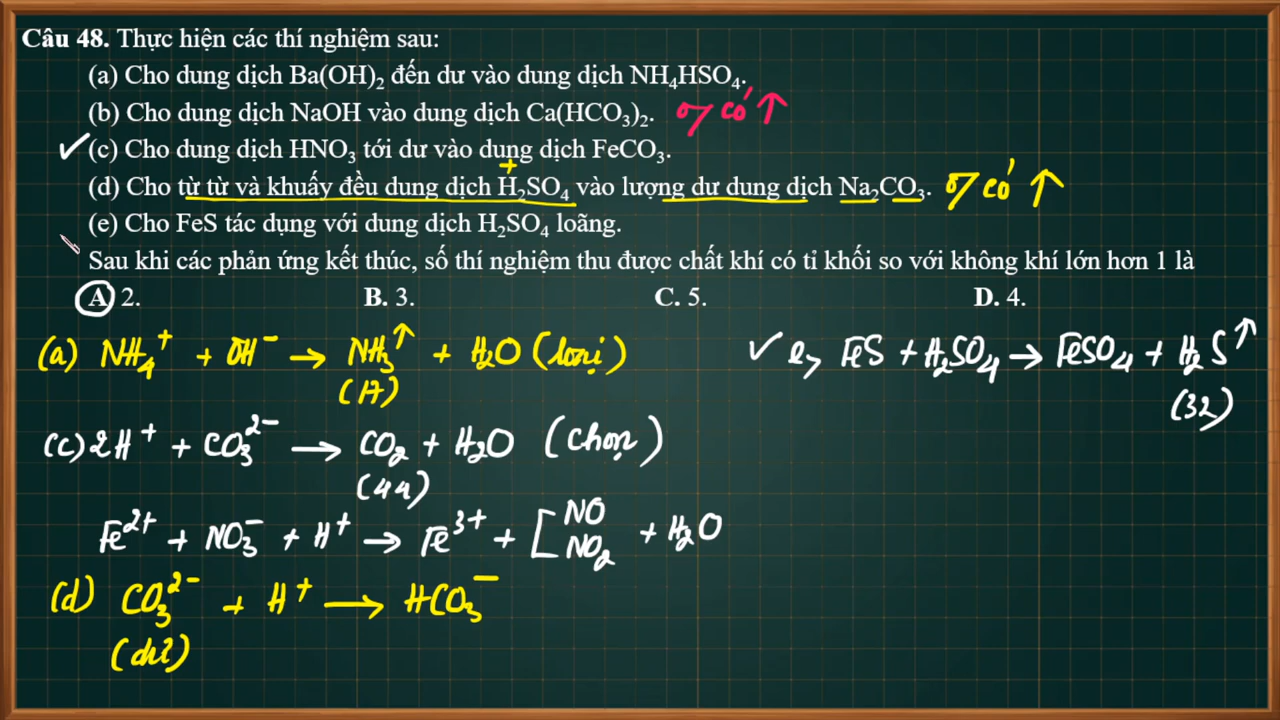 Câu 48. Thực hiện các thí nghiệm sau:
(a) Cho dung dịch Ba(OH)₂ đến dư vào dung dịch NH₄HSO₄.
(b) Cho dung dịch NaOH vào dung dịch Ca(HCO₃)₂. ơ/ có ↑
✓ (c) Cho dung dịch HNO₃ tới dư vào dung dịch FeCO₃.
+
(d) Cho từ từ và khuấy đều dung dịch H₂SO₄ vào lượng dư dung dịch Na₂CO₃. ơ/ có ↑
(e) Cho FeS tác dụng với dung dịch H₂SO₄ loãng.
Sau khi các phản ứng kết thúc, số thí nghiệm thu được chất khí có tỉ khối so với không khí lớn hơn 1 là
A 2. B. 3. C. 5. D. 4.
(a) NH₄⁺ + OH⁻ → NH₃↑ + H₂O (loại)
(17)
✓ e, FeS + H₂SO₄ → FeSO₄ + H₂S↑
(32)
(c) 2H⁺ + CO₃²⁻ → CO₂ + H₂O (chọn)
(44)
Fe²⁺ + NO₃⁻ + H⁺ → Fe³⁺ + [ NO NO₂ + H₂O
(d) CO₃²⁻ + H⁺ → HCO₃⁻
(dư)